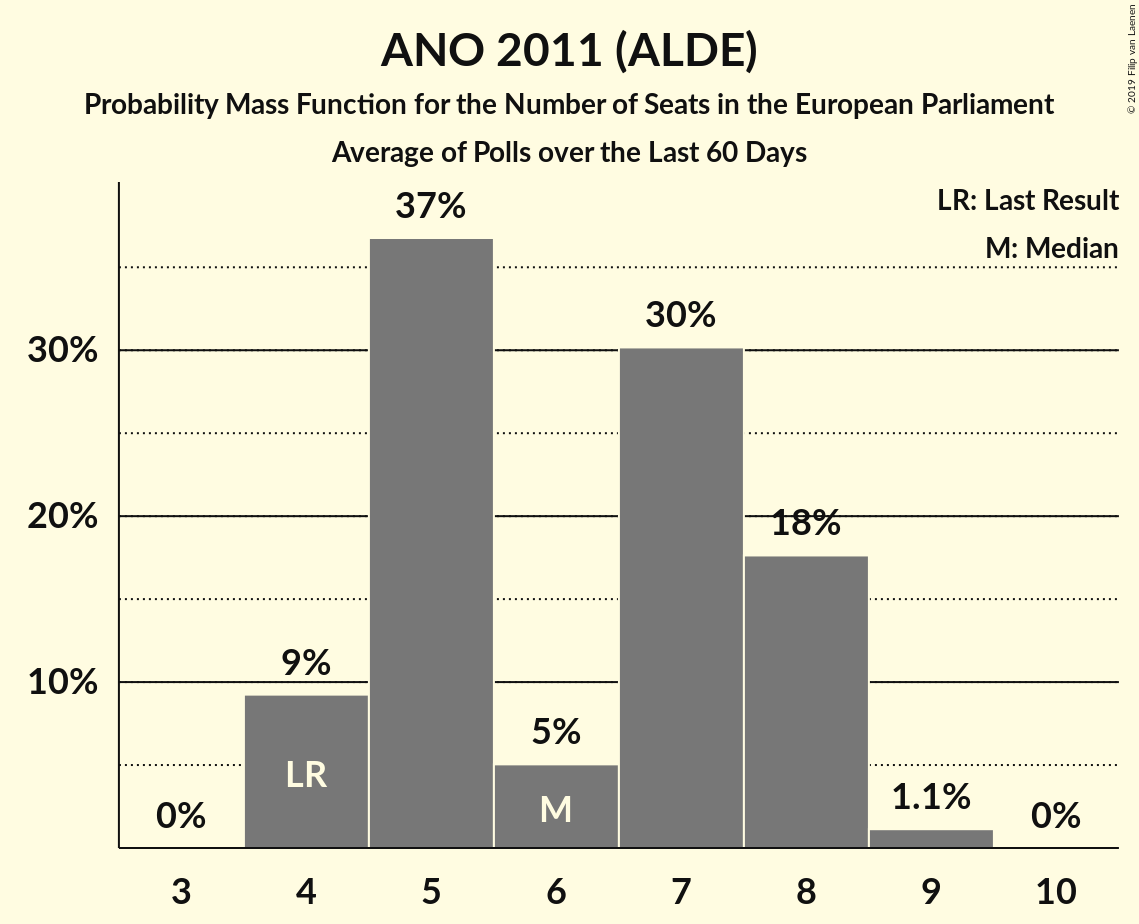 ANO 2011 (ALDE)
Probability Mass Function for the Number of Seats in the European Parliament
Average of Polls over the Last 60 Days
© 2019 Filip van Laenen
LR: Last Result
M: Median
37%
30%
18%
9%
5%
1.1%
0%
0%
LR
M
30%
20%
10%
3 4 5 6 7 8 9 10